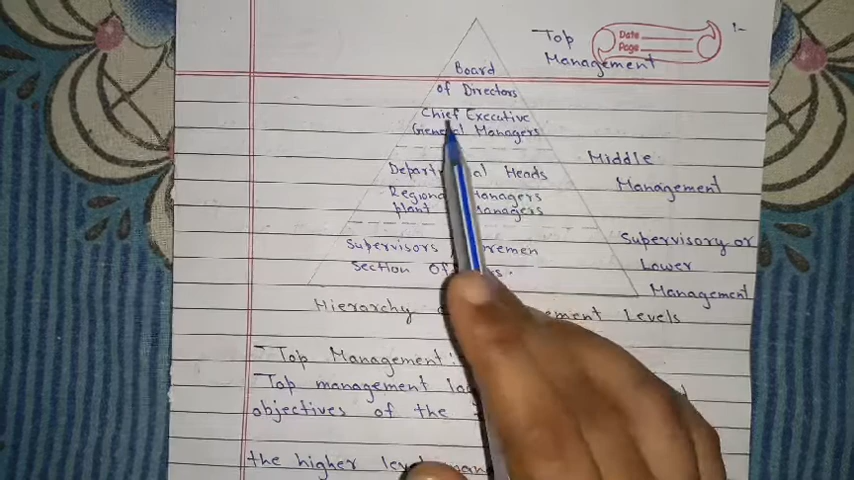 Top
Management
Date
Page
:-
Board
of Directors
Chief Executive
General Managers
Heads
Middle
Management
Managers
plant Managers
Supervisors
Section
Supervisory or
Lower
Management
Hierarchy Levels
Top Management
Top management
objectives of the
the higher